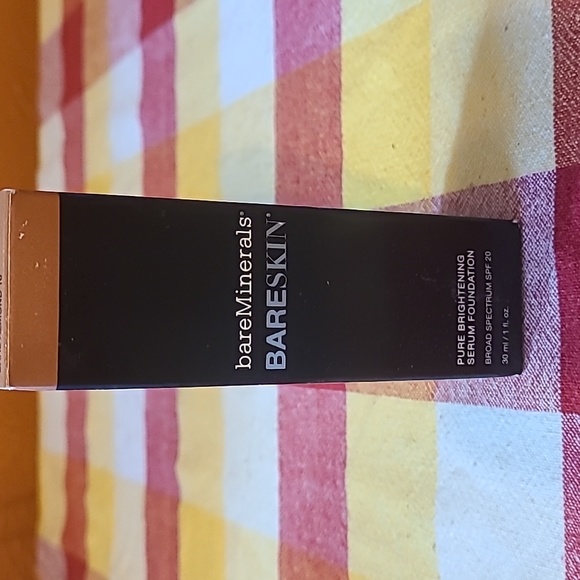 bareMinerals®
BARESKIN®
PURE BRIGHTENING
SERUM FOUNDATION
BROAD SPECTRUM SPF 20
30 ml / 1 fl. oz.